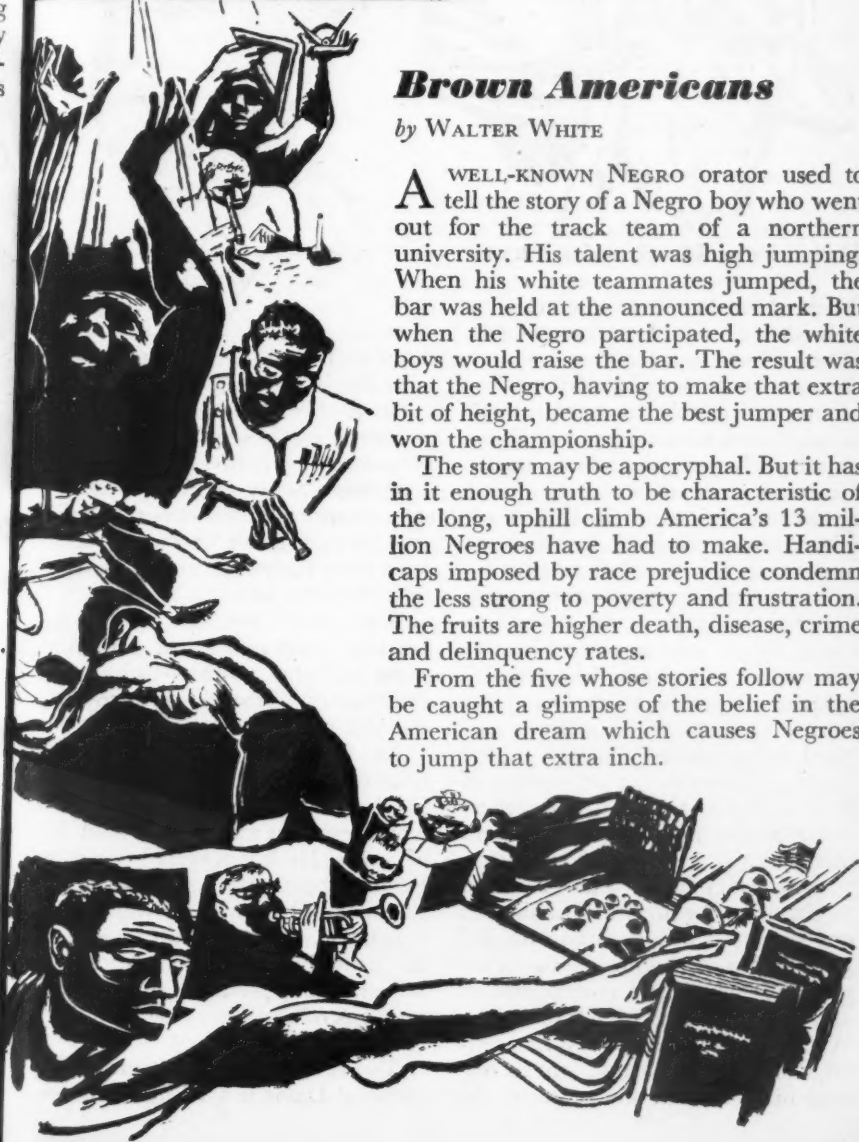 Brown Americans
by WALTER WHITE
A WELL-KNOWN NEGRO orator used to
tell the story of a Negro boy who went
out for the track team of a northern
university. His talent was high jumping.
When his white teammates jumped, the
bar was held at the announced mark. But
when the Negro participated, the white
boys would raise the bar. The result was
that the Negro, having to make that extra
bit of height, became the best jumper and
won the championship.
The story may be apocryphal. But it has
in it enough truth to be characteristic of
the long, uphill climb America's 13 mil-
lion Negroes have had to make. Handi-
caps imposed by race prejudice condemn
the less strong to poverty and frustration.
The fruits are higher death, disease, crime
and delinquency rates.
From the five whose stories follow may
be caught a glimpse of the belief in the
American dream which causes Negroes
to jump that extra inch.